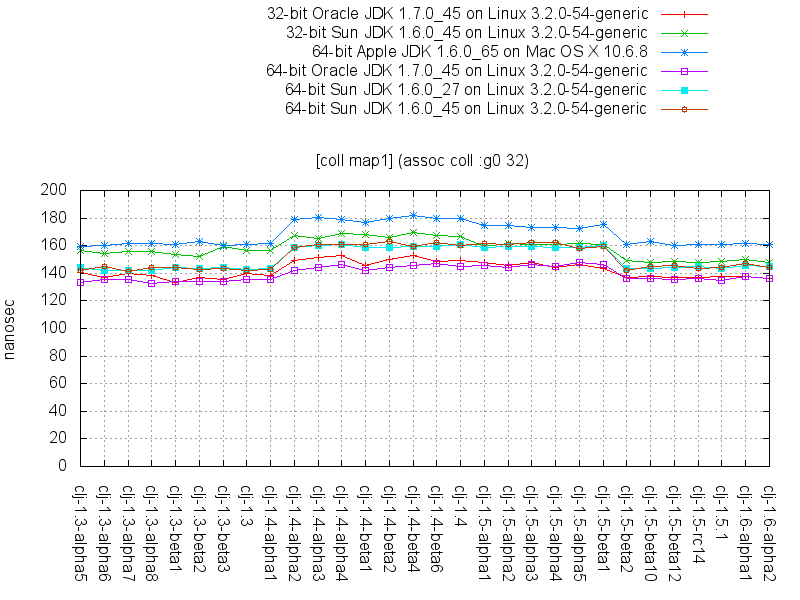 32-bit Oracle JDK 1.7.0_45 on Linux 3.2.0-54-generic
32-bit Sun JDK 1.6.0_45 on Linux 3.2.0-54-generic
64-bit Apple JDK 1.6.0_65 on Mac OS X 10.6.8
64-bit Oracle JDK 1.7.0_45 on Linux 3.2.0-54-generic
64-bit Sun JDK 1.6.0_27 on Linux 3.2.0-54-generic
64-bit Sun JDK 1.6.0_45 on Linux 3.2.0-54-generic
[coll map1] (assoc coll :g0 32)
200
180
160
140
120
100
80
60
40
20
0
nanosec
clj-1.3-alpha5
clj-1.3-alpha6
clj-1.3-alpha7
clj-1.3-alpha8
clj-1.3-beta1
clj-1.3-beta2
clj-1.3-beta3
clj-1.3
clj-1.4-alpha1
clj-1.4-alpha2
clj-1.4-alpha3
clj-1.4-alpha4
clj-1.4-beta1
clj-1.4-beta2
clj-1.4-beta4
clj-1.4-beta6
clj-1.4
clj-1.5-alpha1
clj-1.5-alpha2
clj-1.5-alpha3
clj-1.5-alpha4
clj-1.5-alpha5
clj-1.5-beta1
clj-1.5-beta2
clj-1.5-beta10
clj-1.5-beta12
clj-1.5-rc14
clj-1.5.1
clj-1.6-alpha1
clj-1.6-alpha2